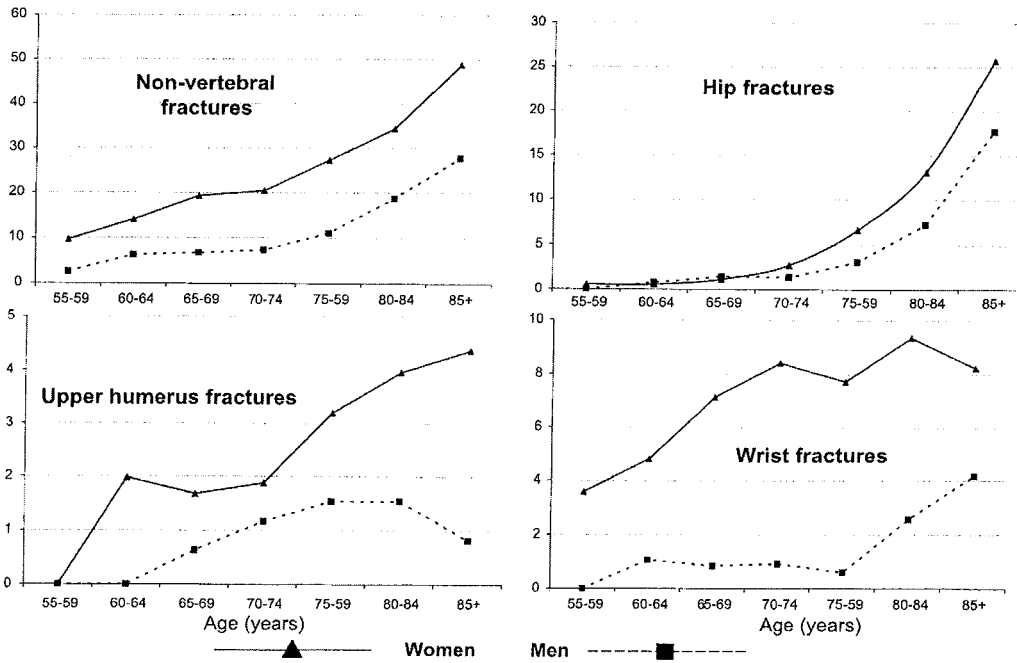 60
50
40
30
20
10
0
Non-vertebral
fractures
55-59 60-64 65-69 70-74 75-59 80-84 85+
30
25
20
15
10
5
0
Hip fractures
55-59 60-64 65-69 70-74 75-59 80-84 85+
5
4
3
2
1
0
Upper humerus fractures
55-59 60-64 65-69 70-74 75-59 80-84 85+
Age (years)
10
8
6
4
2
0
Wrist fractures
55-59 60-64 65-69 70-74 75-59 80-84 85+
Age (years)
Women Men